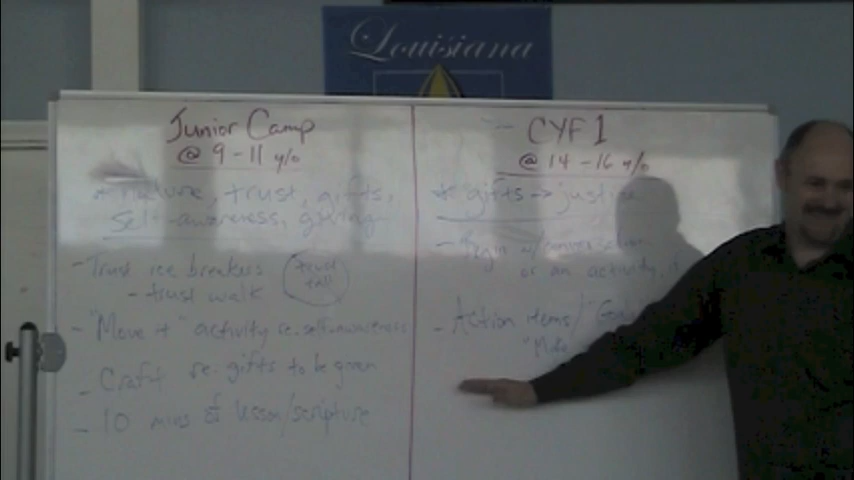 Louisiana
Junior Camp
@ 9-11 y/o
* nature, trust, gifts,
Self-awareness, giving
- Trust ice breakers
trust
fall
- trust walk
- "Move it" activity re. self-awareness
- Craft re. gifts to be given
- 10 mins of lesson/scripture
CYF 1
@ 14-16 y/o
* gifts → justice
- Begin w/
or an activity
- Action items/